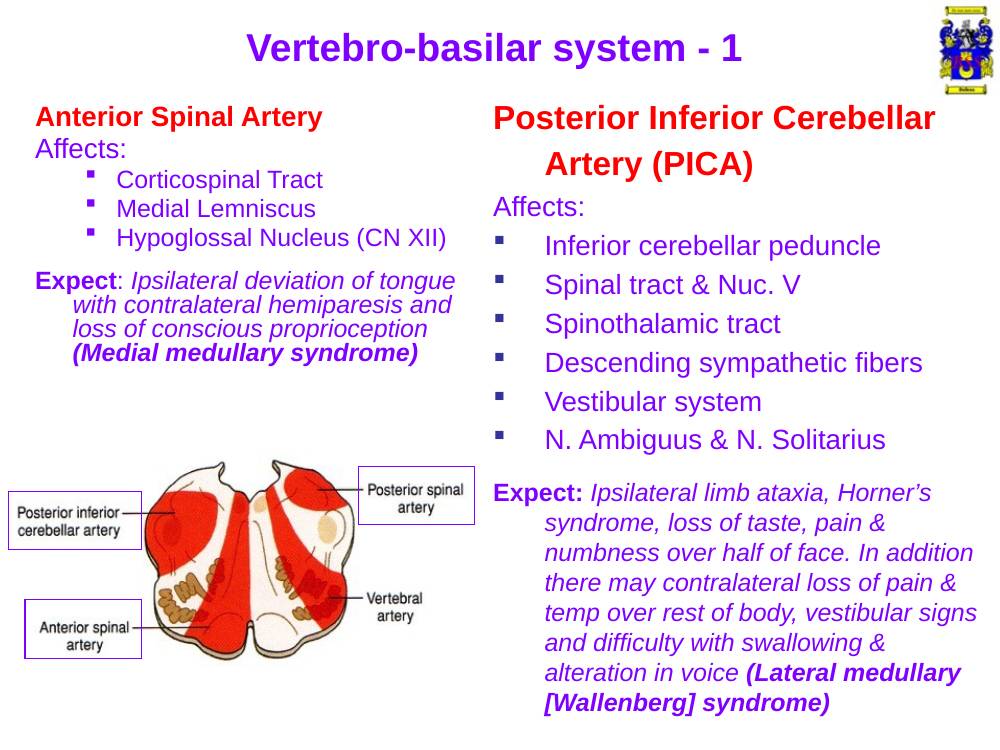 Vertebro-basilar system - 1
Anterior Spinal Artery
Affects:
▪ Corticospinal Tract
▪ Medial Lemniscus
▪ Hypoglossal Nucleus (CN XII)
Expect: Ipsilateral deviation of tongue
with contralateral hemiparesis and
loss of conscious proprioception
(Medial medullary syndrome)
Posterior inferior
cerebellar artery
Anterior spinal
artery
Posterior spinal
artery
Vertebral
artery
Posterior Inferior Cerebellar
Artery (PICA)
Affects:
▪ Inferior cerebellar peduncle
▪ Spinal tract & Nuc. V
▪ Spinothalamic tract
▪ Descending sympathetic fibers
▪ Vestibular system
▪ N. Ambiguus & N. Solitarius
Expect: Ipsilateral limb ataxia, Horner’s
syndrome, loss of taste, pain &
numbness over half of face. In addition
there may contralateral loss of pain &
temp over rest of body, vestibular signs
and difficulty with swallowing &
alteration in voice (Lateral medullary
[Wallenberg] syndrome)